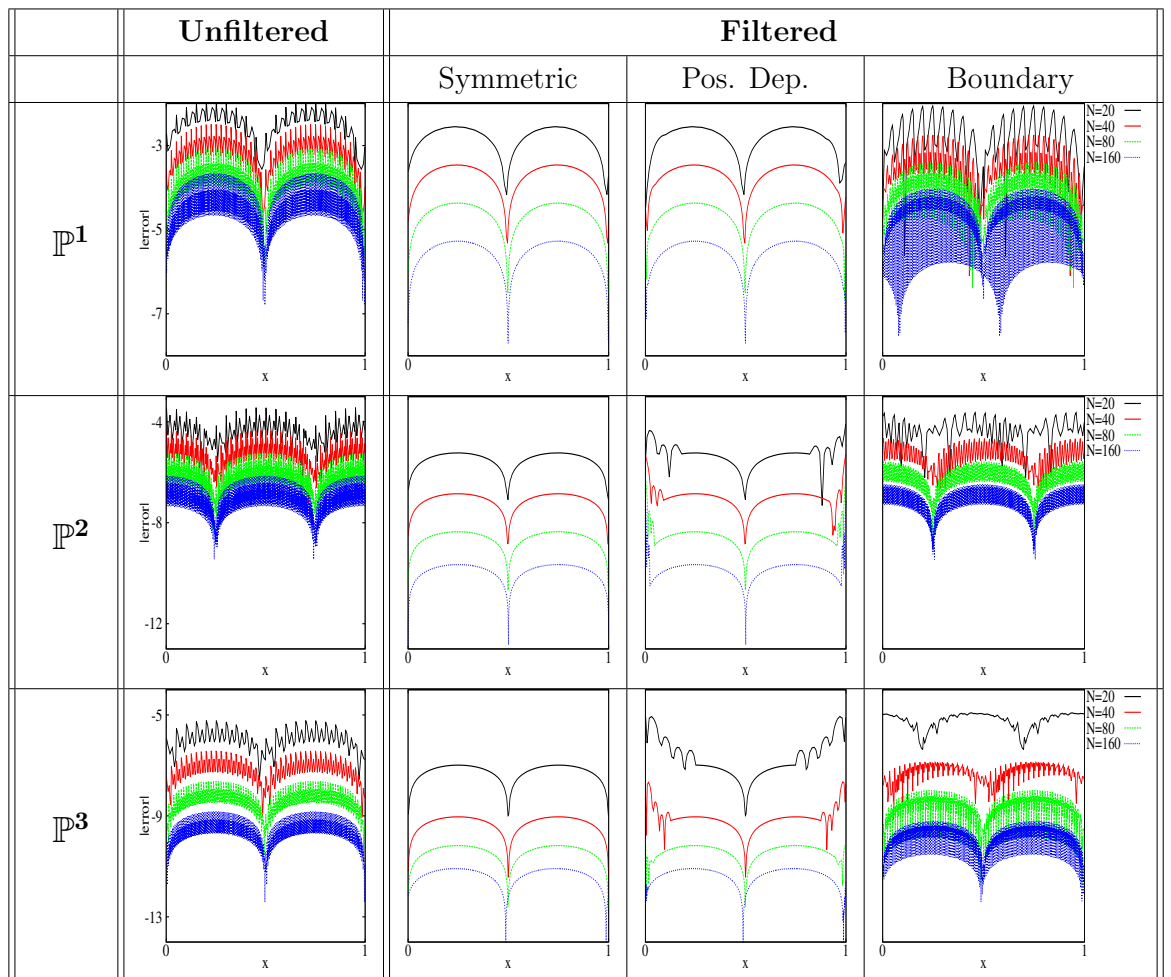 Unfiltered Filtered
Symmetric Pos. Dep. Boundary
ℙ¹
|error|
-3
-5
-7
0 1
x
0 1
x
0 1
x
0 1
x
N=20
N=40
N=80
N=160
ℙ²
|error|
-4
-8
-12
0 1
x
0 1
x
0 1
x
0 1
x
N=20
N=40
N=80
N=160
ℙ³
|error|
-5
-9
-13
0 1
x
0 1
x
0 1
x
0 1
x
N=20
N=40
N=80
N=160